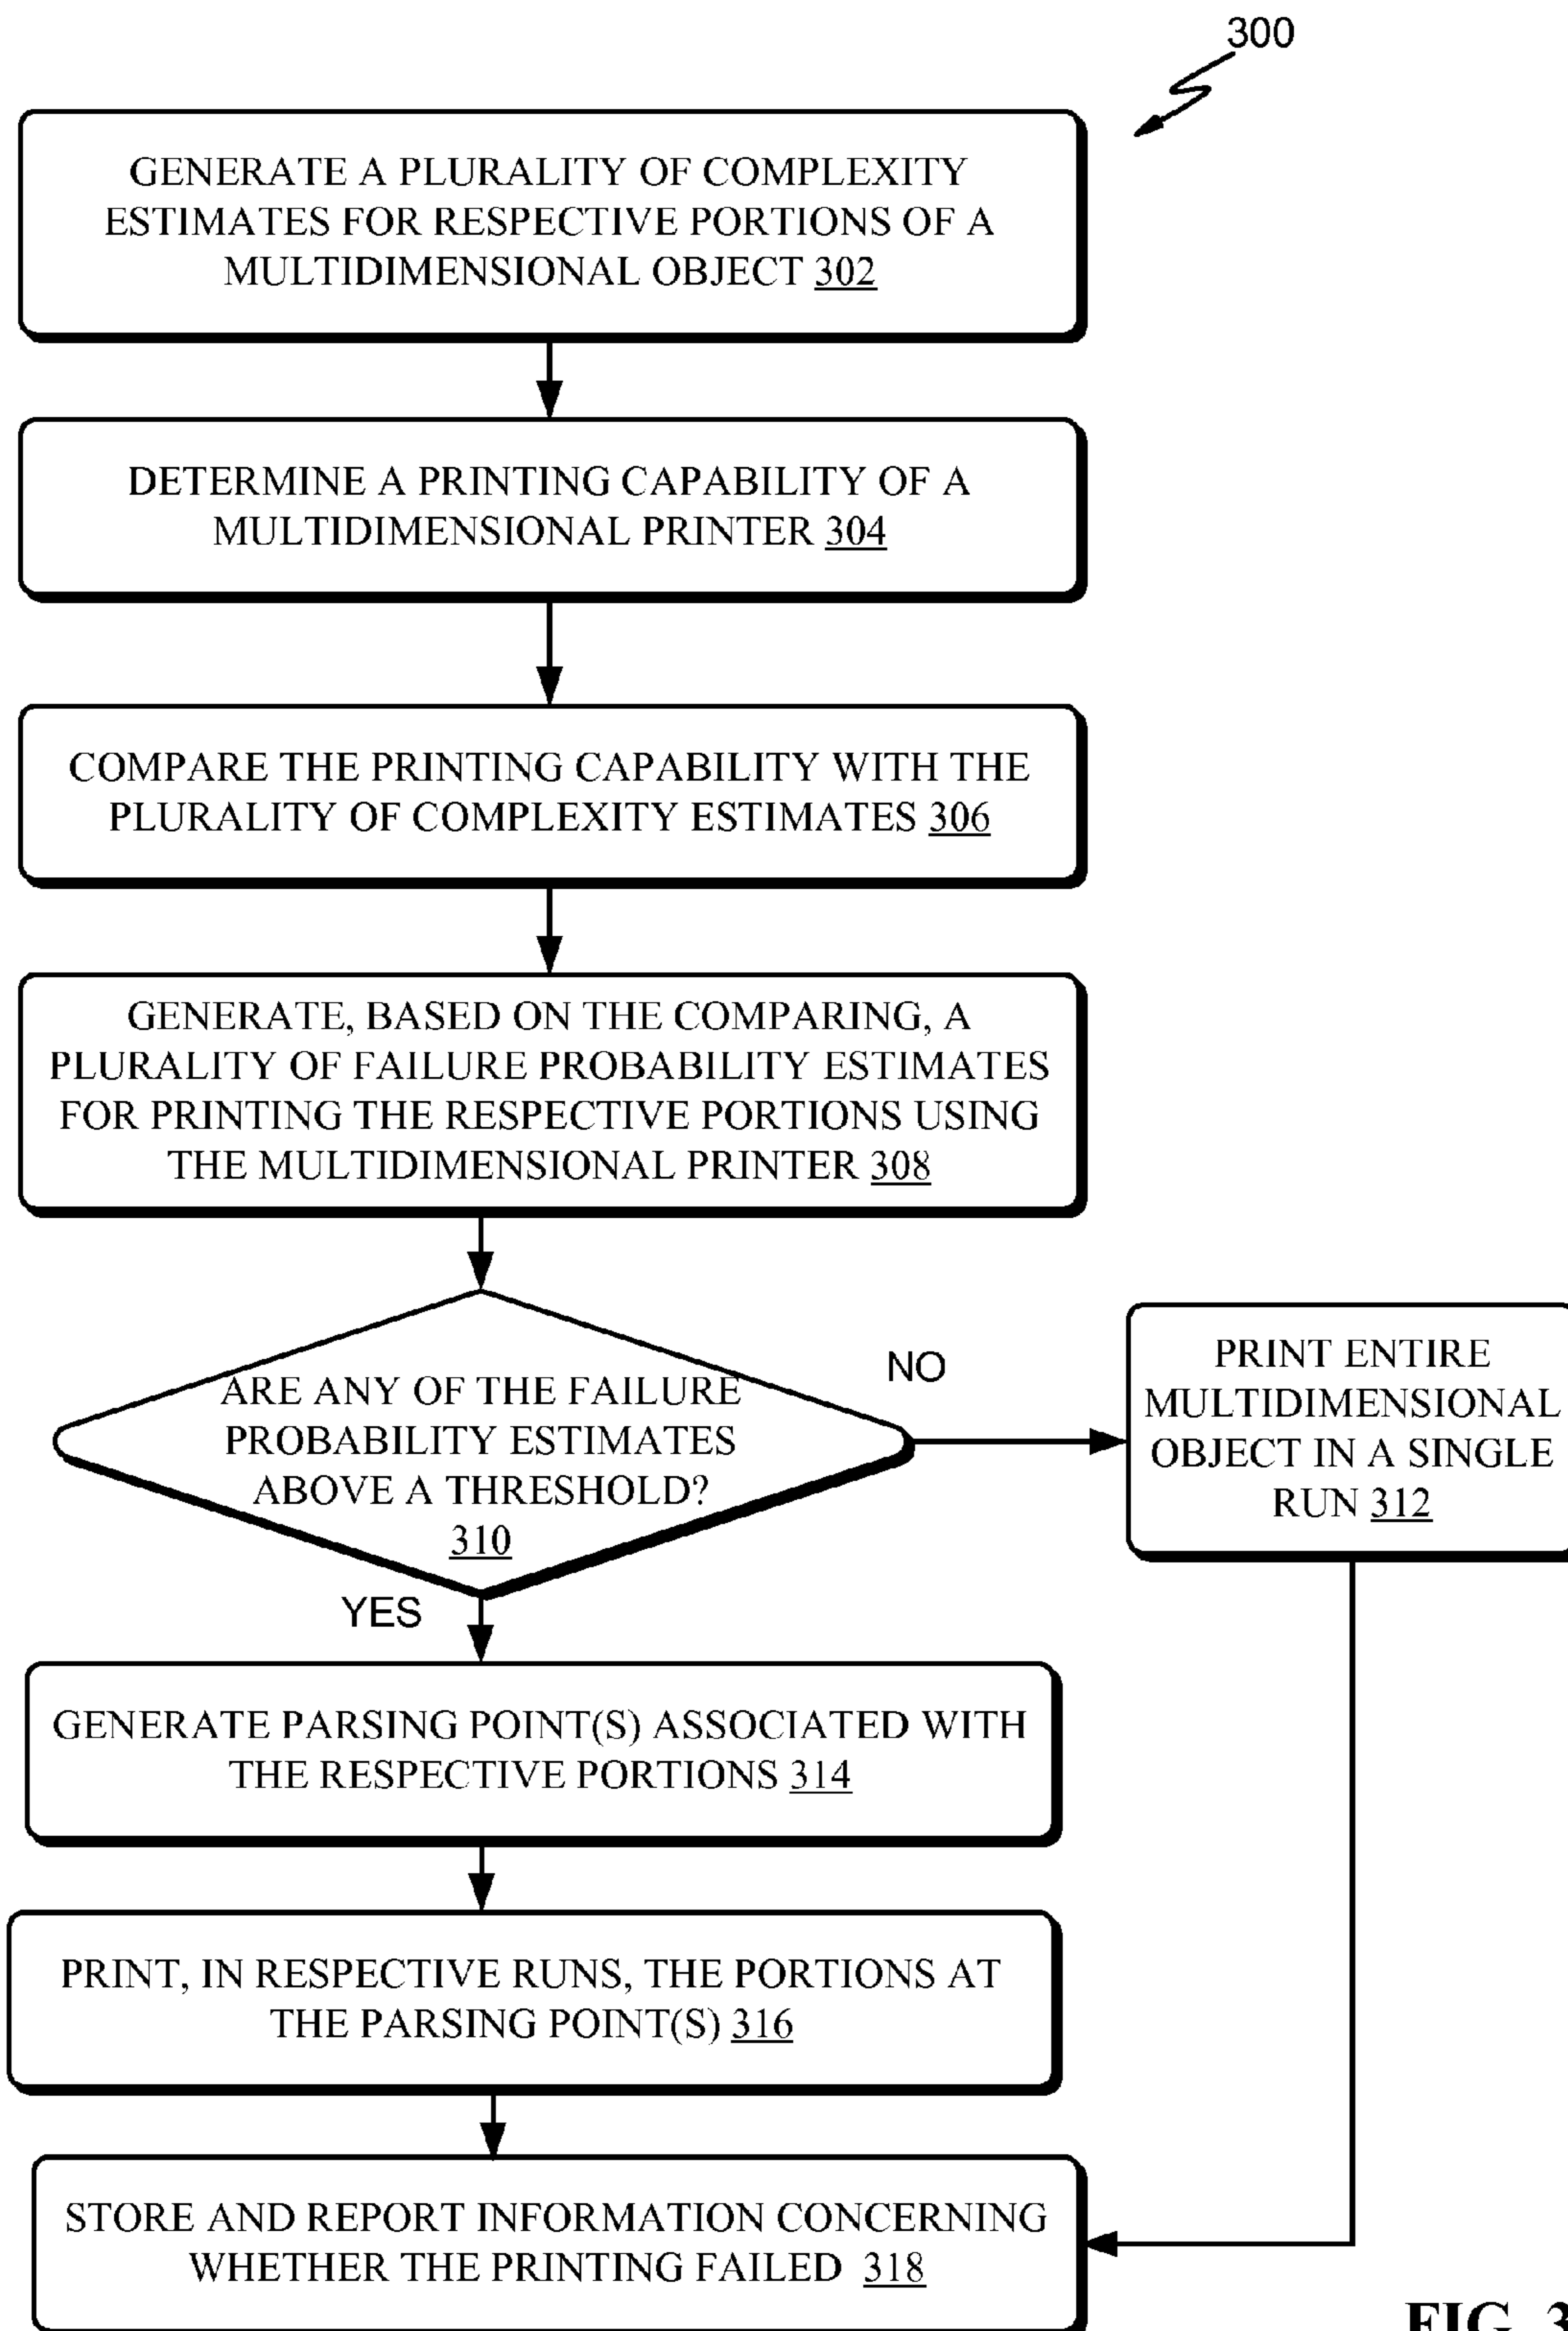 300
GENERATE A PLURALITY OF COMPLEXITY
ESTIMATES FOR RESPECTIVE PORTIONS OF A
MULTIDIMENSIONAL OBJECT 302
DETERMINE A PRINTING CAPABILITY OF A
MULTIDIMENSIONAL PRINTER 304
COMPARE THE PRINTING CAPABILITY WITH THE
PLURALITY OF COMPLEXITY ESTIMATES 306
GENERATE, BASED ON THE COMPARING, A
PLURALITY OF FAILURE PROBABILITY ESTIMATES
FOR PRINTING THE RESPECTIVE PORTIONS USING
THE MULTIDIMENSIONAL PRINTER 308
ARE ANY OF THE FAILURE
PROBABILITY ESTIMATES
ABOVE A THRESHOLD?
310
NO
PRINT ENTIRE
MULTIDIMENSIONAL
OBJECT IN A SINGLE
RUN 312
YES
GENERATE PARSING POINT(S) ASSOCIATED WITH
THE RESPECTIVE PORTIONS 314
PRINT, IN RESPECTIVE RUNS, THE PORTIONS AT
THE PARSING POINT(S) 316
STORE AND REPORT INFORMATION CONCERNING
WHETHER THE PRINTING FAILED 318
FIG. 3